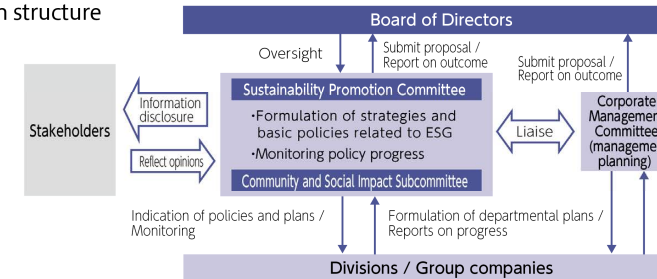 n structure
Board of Directors
Oversight
Submit proposal /
Report on outcome
Submit proposal /
Report on outcome
Sustainability Promotion Committee
・Formulation of strategies and
basic policies related to ESG
・Monitoring policy progress
Community and Social Impact Subcommittee
Stakeholders
Information
disclosure
Reflect opinions
Liaise
Corporate
Managemen
Committee
(manageme
planning)
Indication of policies and plans /
Monitoring
Formulation of departmental plans /
Reports on progress
Divisions / Group companies